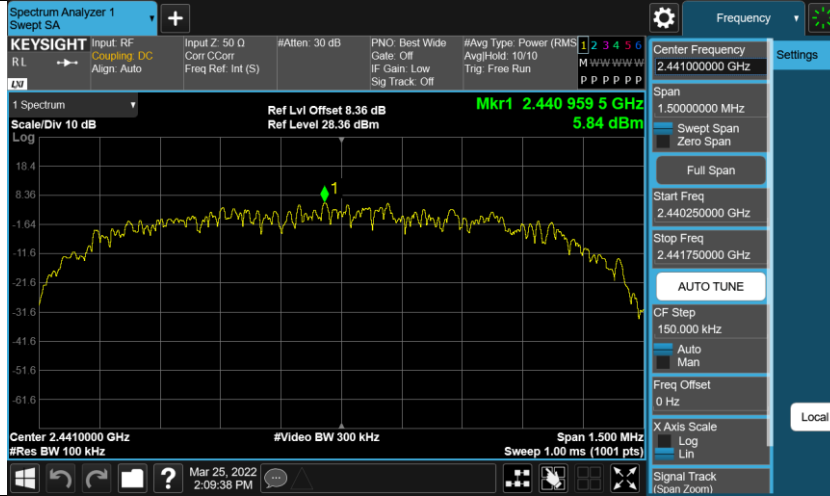 Spectrum Analyzer 1
Swept SA
+
Frequency
KEYSIGHT
R L
LXI
Input: RF
Coupling: DC
Align: Auto
Input Z: 50 Ω
Corr CCorr
Freq Ref: Int (S)
#Atten: 30 dB
PNO: Best Wide
Gate: Off
IF Gain: Low
Sig Track: Off
#Avg Type: Power (RMS
Avg|Hold: 10/10
Trig: Free Run
1 2 3 4 5 6
M W W W W W
P P P P P P
1 Spectrum
Scale/Div 10 dB
Log
Ref Lvl Offset 8.36 dB
Ref Level 28.36 dBm
Mkr1 2.440 959 5 GHz
5.84 dBm
18.4
8.36
-1.64
-11.6
-21.6
-31.6
-41.6
-51.6
-61.6
1
Center 2.4410000 GHz
#Res BW 100 kHz
#Video BW 300 kHz
Span 1.500 MHz
Sweep 1.00 ms (1001 pts)
Mar 25, 2022
2:09:38 PM
?
Center Frequency
2.441000000 GHz
Settings
Span
1.50000000 MHz
Swept Span
Zero Span
Full Span
Start Freq
2.440250000 GHz
Stop Freq
2.441750000 GHz
AUTO TUNE
CF Step
150.000 kHz
Auto
Man
Freq Offset
0 Hz
X Axis Scale
Log
Lin
Local
Signal Track
(Span Zoom)